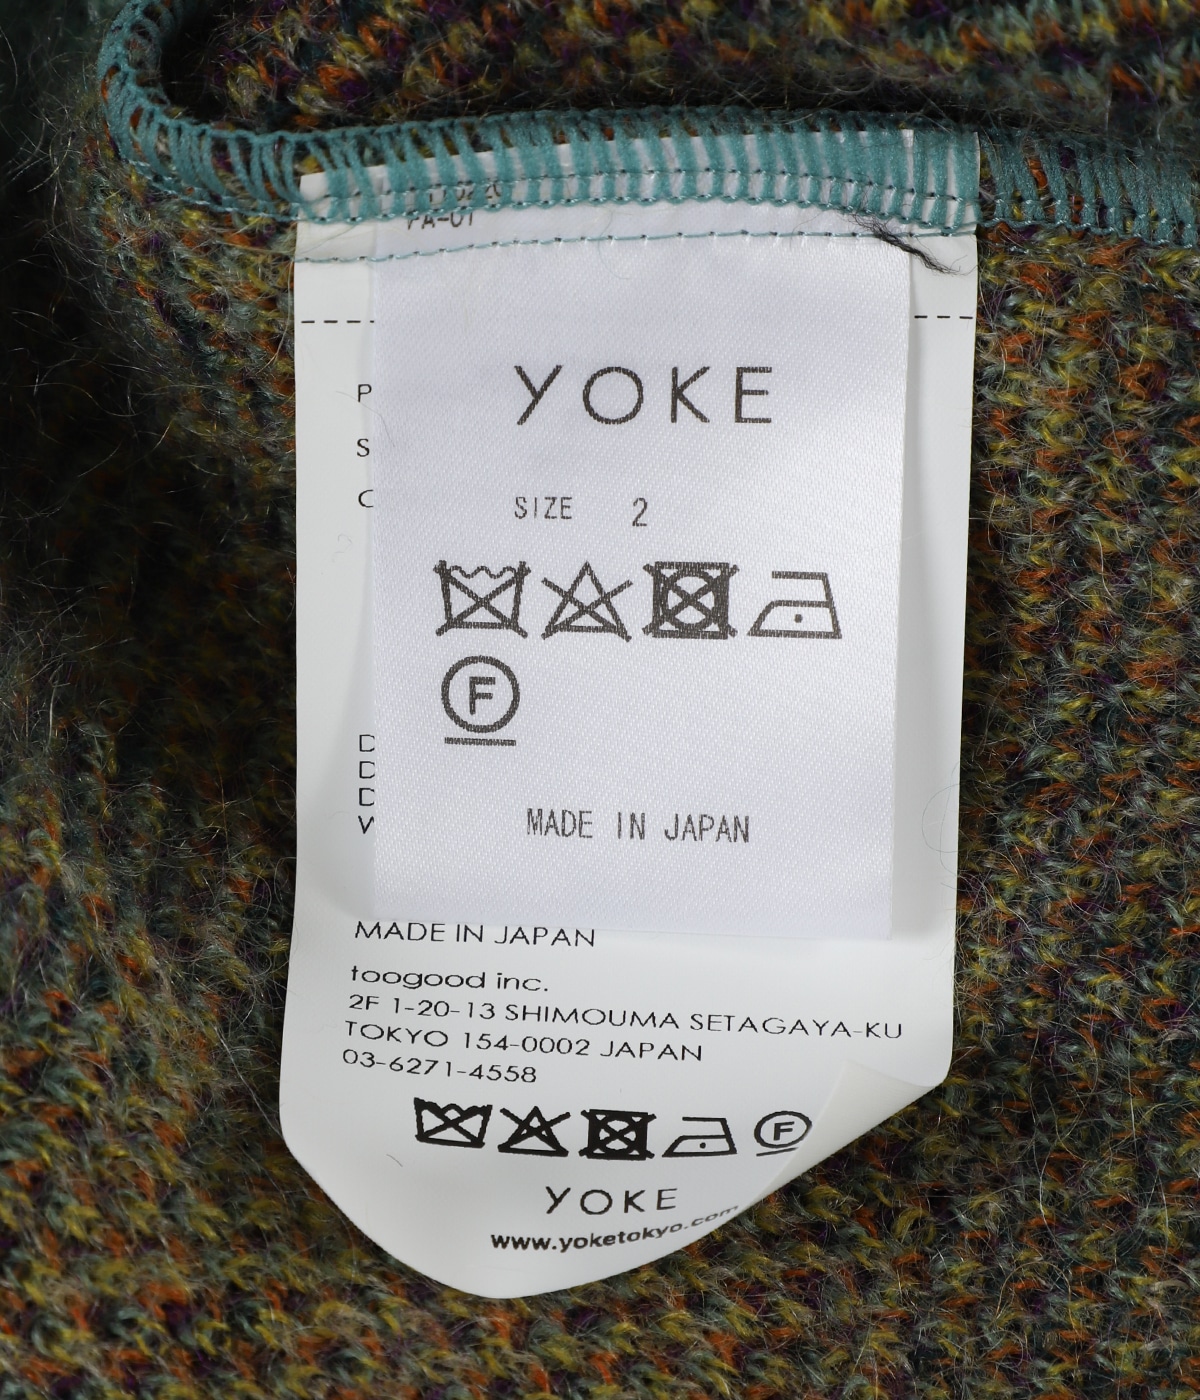 YOKE
SIZE 2
F
MADE IN JAPAN
MADE IN JAPAN
toogood inc.
2F 1-20-13 SHIMOUMA SETAGAYA-KU
TOKYO 154-0002 JAPAN
03-6271-4558
F
YOKE
www.yoketokyo.com